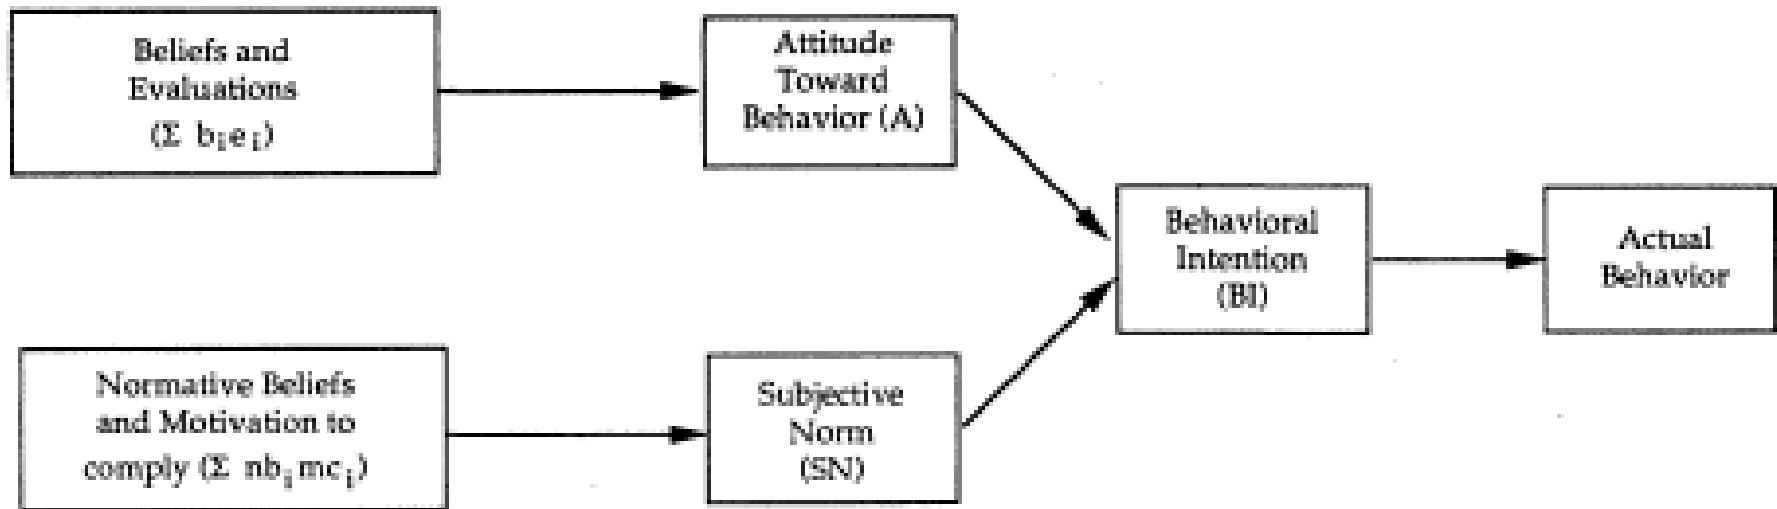 Beliefs and
Evaluations
(Σ bᵢeᵢ)
Attitude
Toward
Behavior (A)
Behavioral
Intention
(BI)
Actual
Behavior
Normative Beliefs
and Motivation to
comply (Σ nbᵢmcᵢ)
Subjective
Norm
(SN)